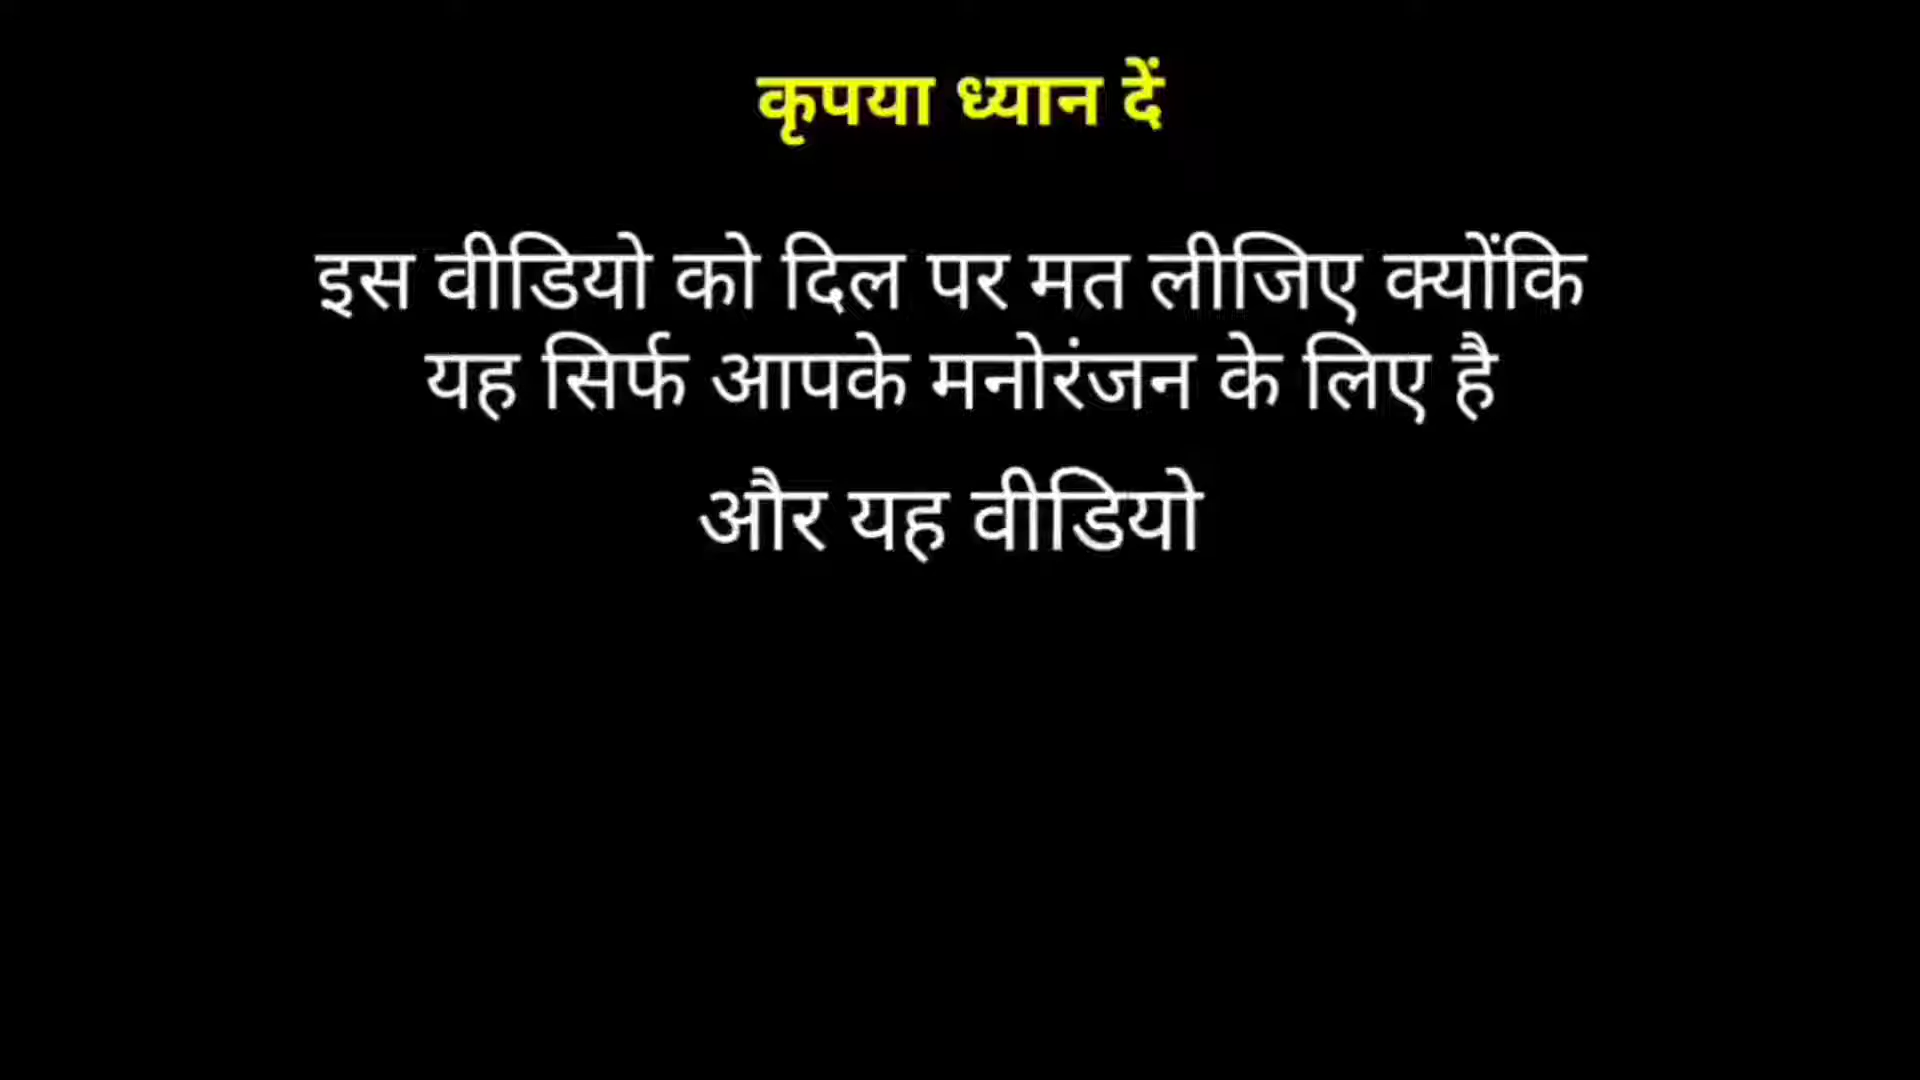 कृपया ध्यान दें
इस वीडियो को दिल पर मत लीजिए क्योंकि
यह सिर्फ आपके मनोरंजन के लिए है
और यह वीडियो